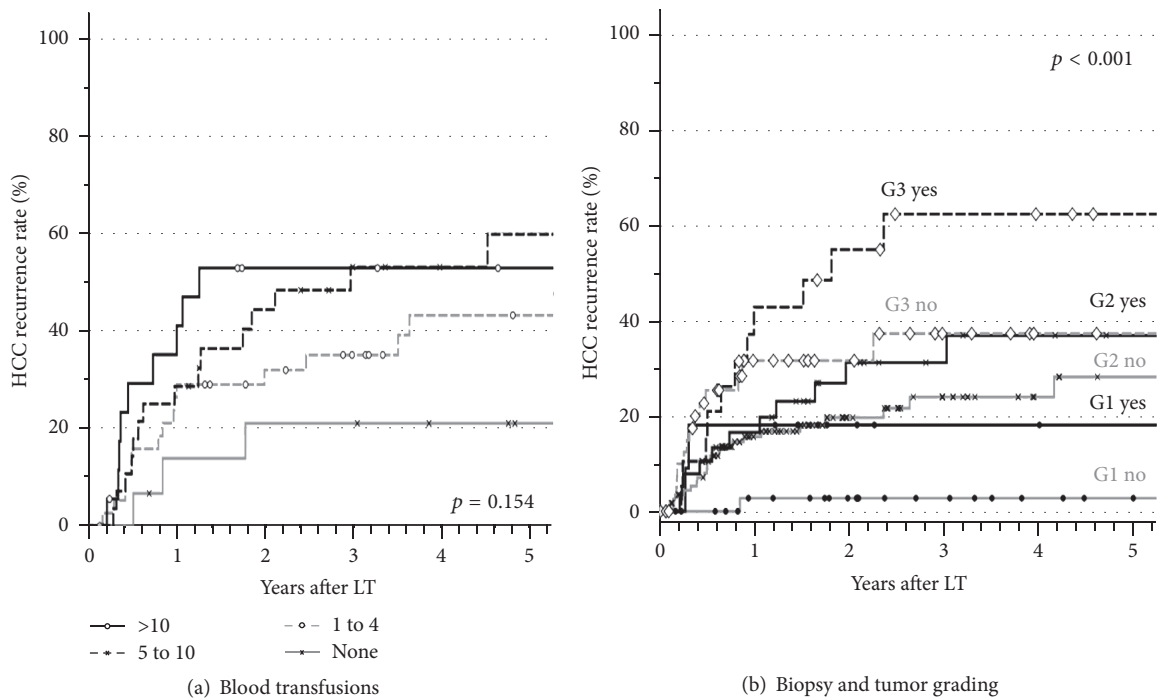 100
80
60
40
20
0
HCC recurrence rate (%)
p = 0.154
0 1 2 3 4 5
Years after LT
>10
1 to 4
5 to 10
None
(a) Blood transfusions
100
80
60
40
20
0
HCC recurrence rate (%)
p < 0.001
G3 yes
G3 no
G2 yes
G2 no
G1 yes
G1 no
0 1 2 3 4 5
Years after LT
(b) Biopsy and tumor grading